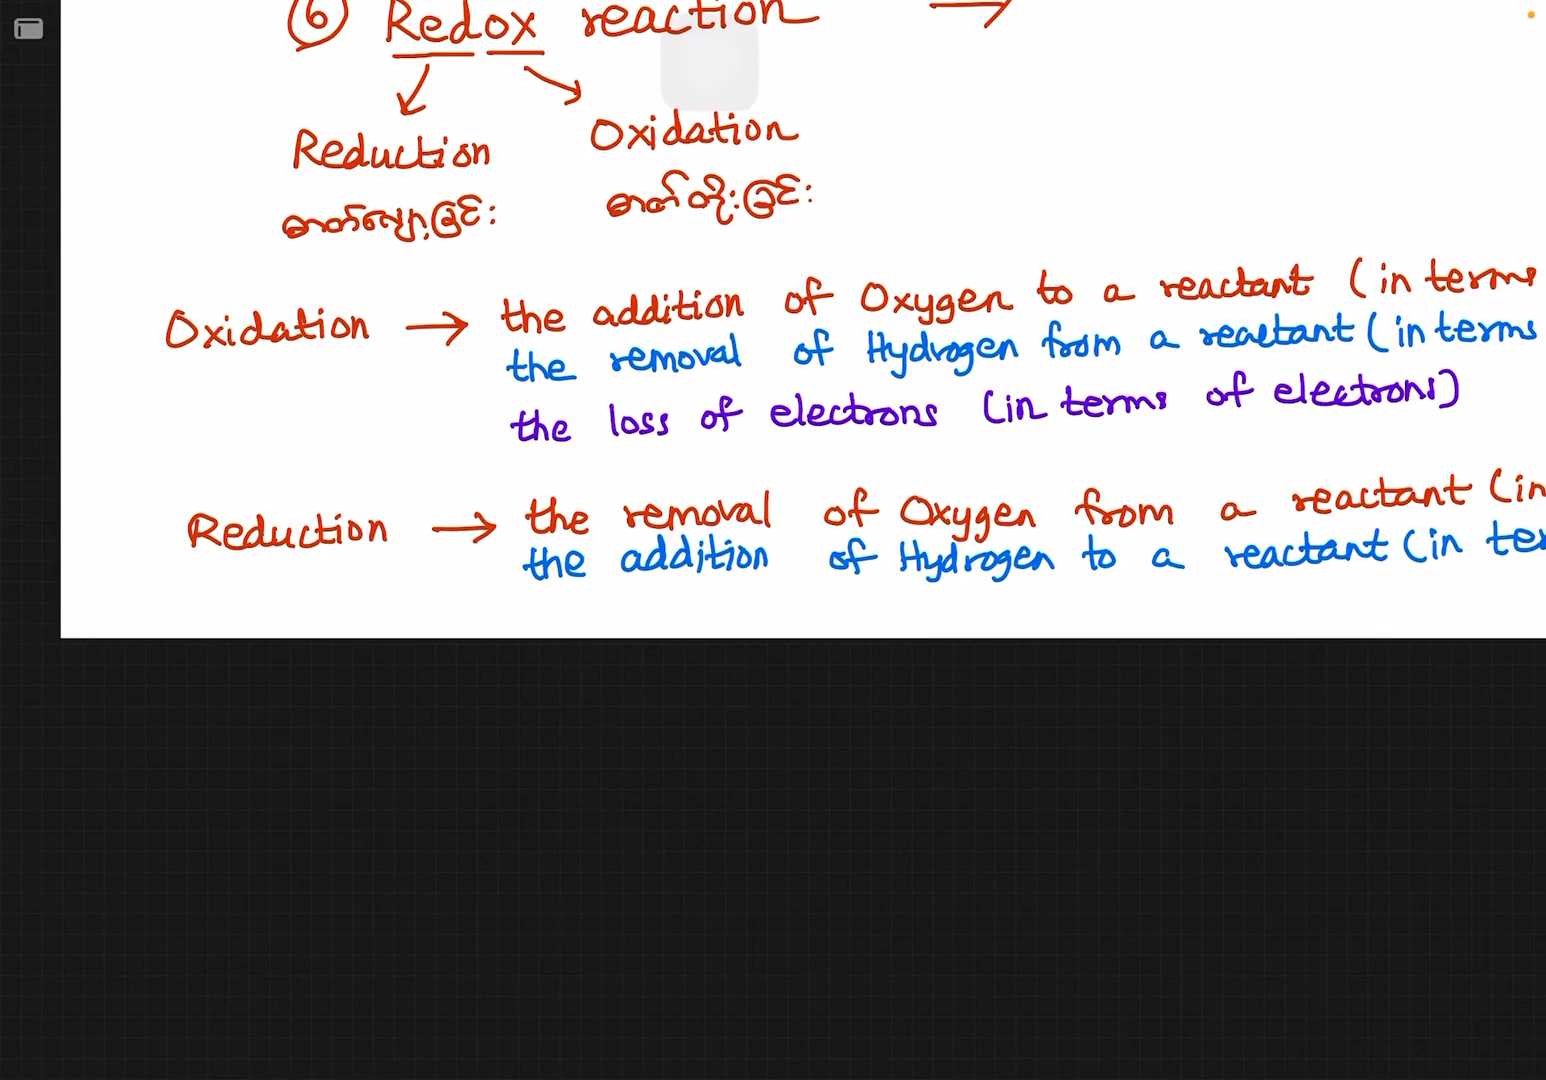 ⑥ Redox reaction →
Reduction Oxidation
ဓာတ်လျော့ခြင်း ဓာတ်တိုးခြင်း
Oxidation → the addition of Oxygen to a reactant (in terms
the removal of Hydrogen from a reactant (in terms
the loss of electrons (in terms of electrons)
Reduction → the removal of Oxygen from a reactant (in
the addition of Hydrogen to a reactant (in ter